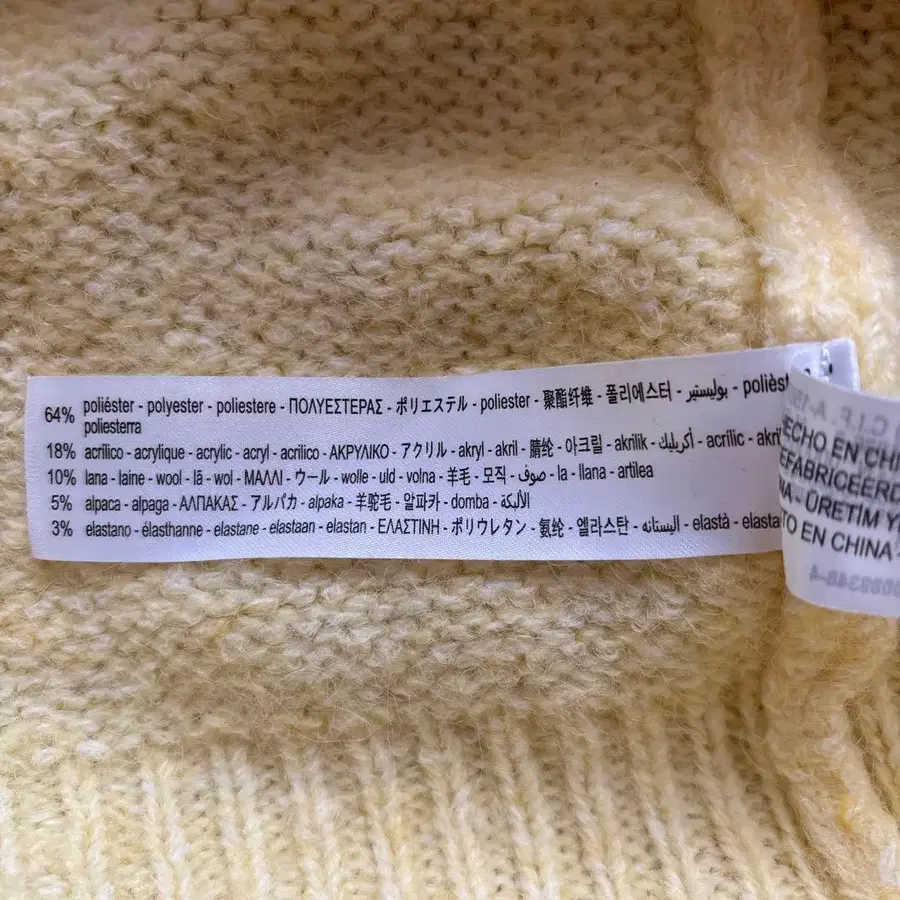 64% poliéster - polyester - poliestere - ΠΟΛΥΕΣΤΕΡΑΣ - ポリエステル - poliester - 聚酯纤维 - 폴리에스터 - بوليستير - polièst
poliesterra
18% acrílico - acrylique - acrylic - acryl - acrilico - ΑΚΡΥΛΙΚΟ - アクリル - akryl - akril - 腈纶 - 아크릴 - akrilik - أكريليك - acrílic - akri
10% lana - laine - wool - lã - wol - ΜΑΛΛΙ - ウール - wolle - uld - volna - 羊毛 - 모직 - صوف - la - llana - artilea
5% alpaca - alpaga - ΑΛΠΑΚΑΣ - アルパカ - alpaka - 羊驼毛 - 알파카 - domba - الألبكة
3% elastano - élasthanne - elastane - elastaan - elastan - ΕΛΑΣΤΙΝΗ - ポリウレタン - 氨纶 - 엘라스탄 - اليستانه - elastà - elasta
ECHO EN CHI
EFABRICEERD
NA - ÜRETİM Y
TO EN CHINA